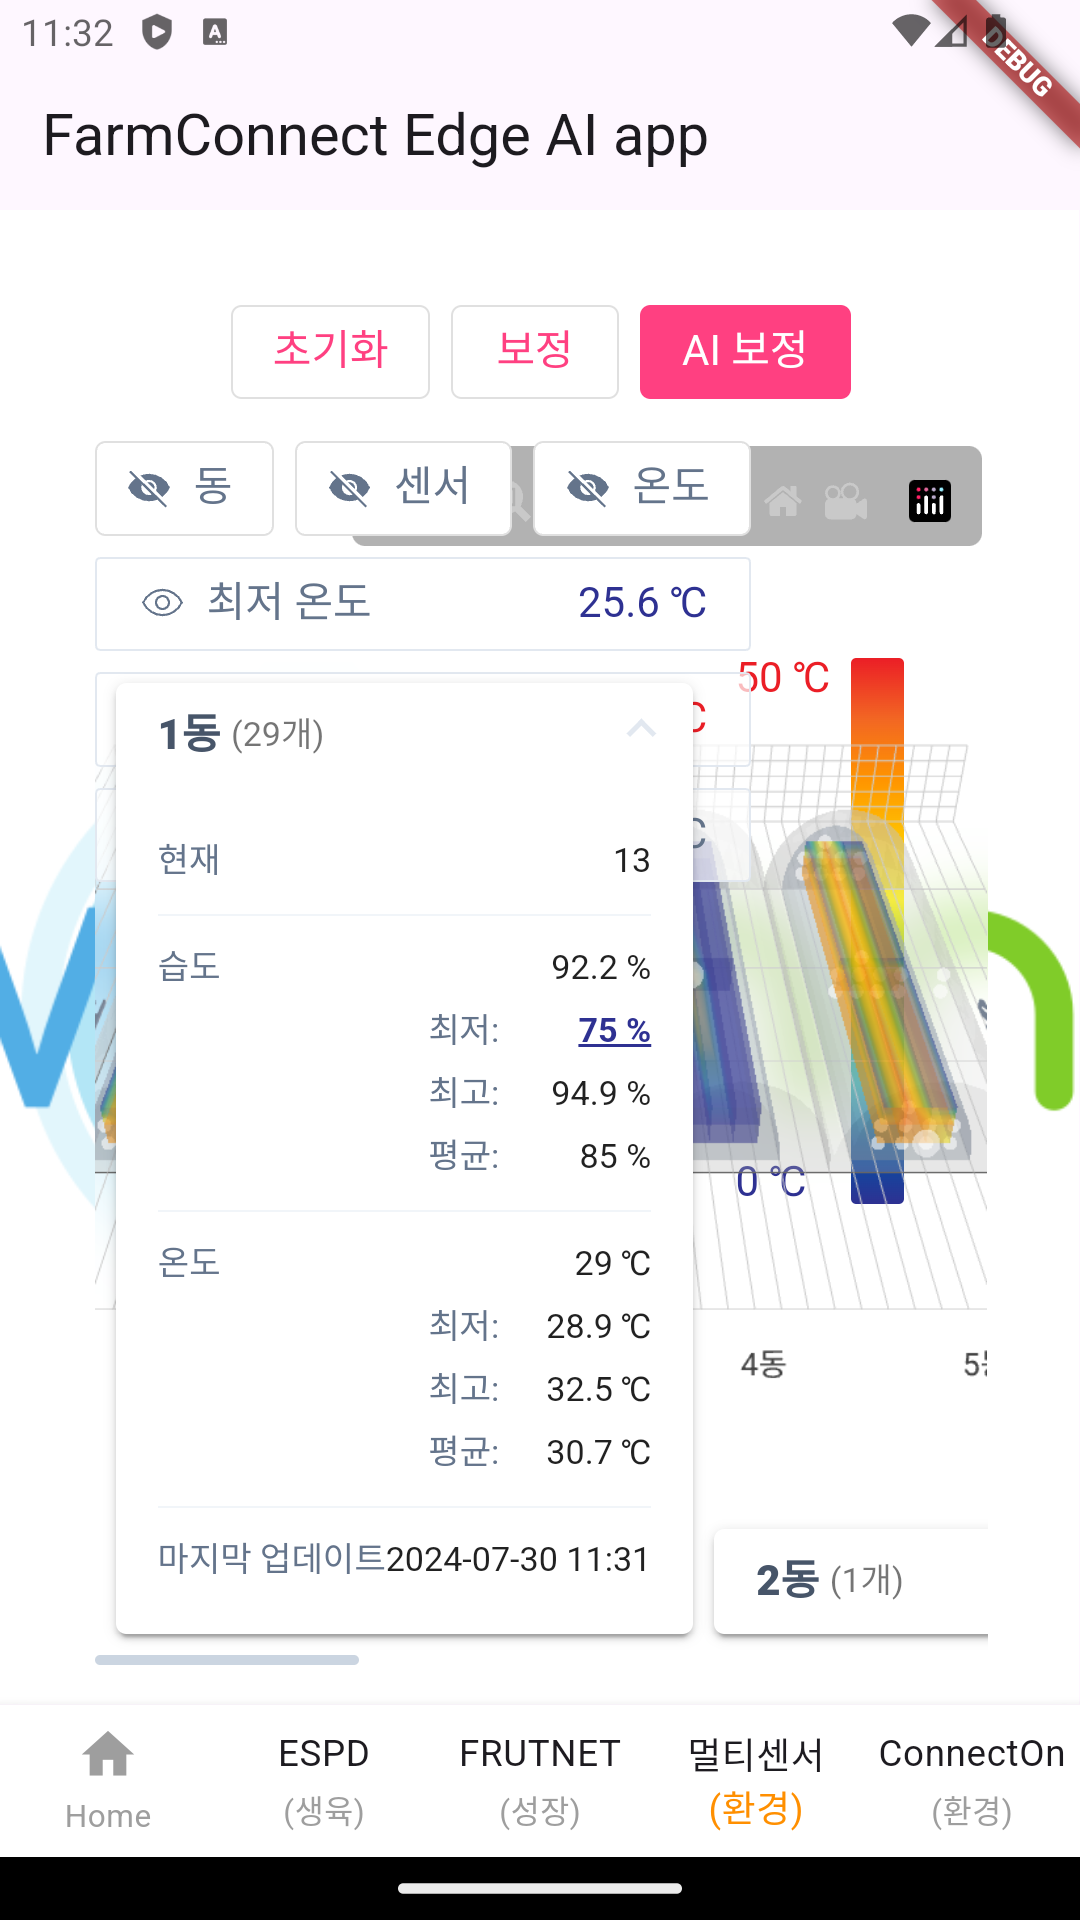 11:32
DEBUG
FarmConnect Edge AI app
초기화 보정 AI 보정
동 센서 온도
최저 온도 25.6 ℃
50 ℃
1동 (29개)
현재 13
습도 92.2 %
최저: 75 %
최고: 94.9 %
평균: 85 %
0 ℃
온도 29 ℃
최저: 28.9 ℃
최고: 32.5 ℃
평균: 30.7 ℃
4동
마지막 업데이트2024-07-30 11:31
2동 (1개)
Home
ESPD
(생육)
FRUTNET
(성장)
멀티센서
(환경)
ConnectOn
(환경)